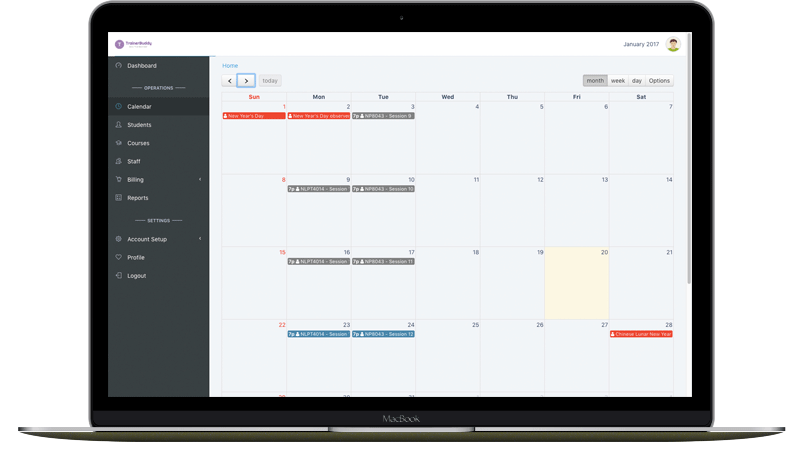 TrainerBuddy
January 2017
Dashboard
Home
today
month week day Options
OPERATIONS
Sun Mon Tue Wed Thu Fri Sat
Calendar
1 2 3 4 5 6 7
New Year's Day
New Year's Day observer
7p NP8043 - Session 9
Students
Courses
Staff
Billing
8 9 10 11 12 13 14
7p NLPT4014 - Session
7p NP8043 - Session 10
Reports
SETTINGS
Account Setup
15 16 17 18 19 20 21
Profile
7p NLPT4014 - Session
7p NP8043 - Session 11
Logout
22 23 24 25 26 27 28
7p NLPT4014 - Session
7p NP8043 - Session 12
Chinese Lunar New Year
MacBook